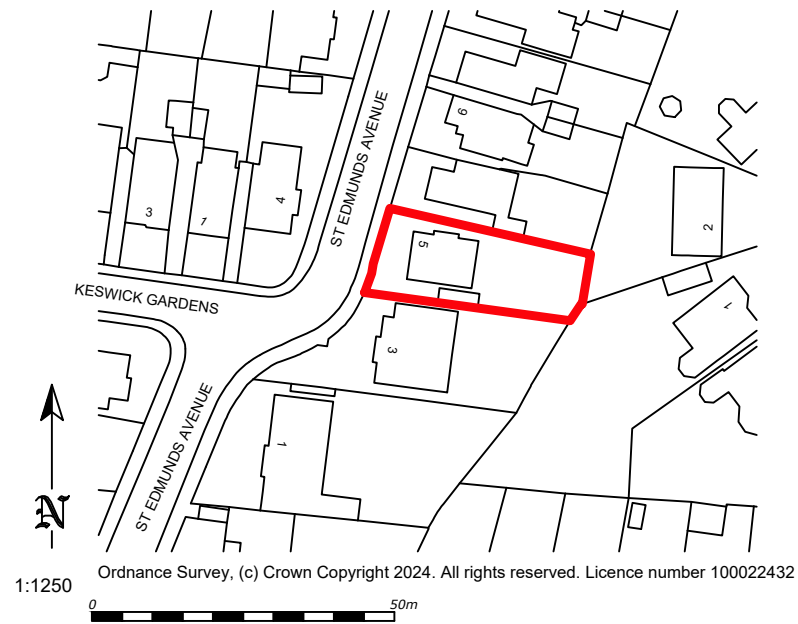 ST EDMUNDS AVENUE
9
3
1
4
5
2
KESWICK GARDENS
1
3
ST EDMUNDS AVENUE
1
N
1:1250
Ordnance Survey, (c) Crown Copyright 2024. All rights reserved. Licence number 100022432
0 50m